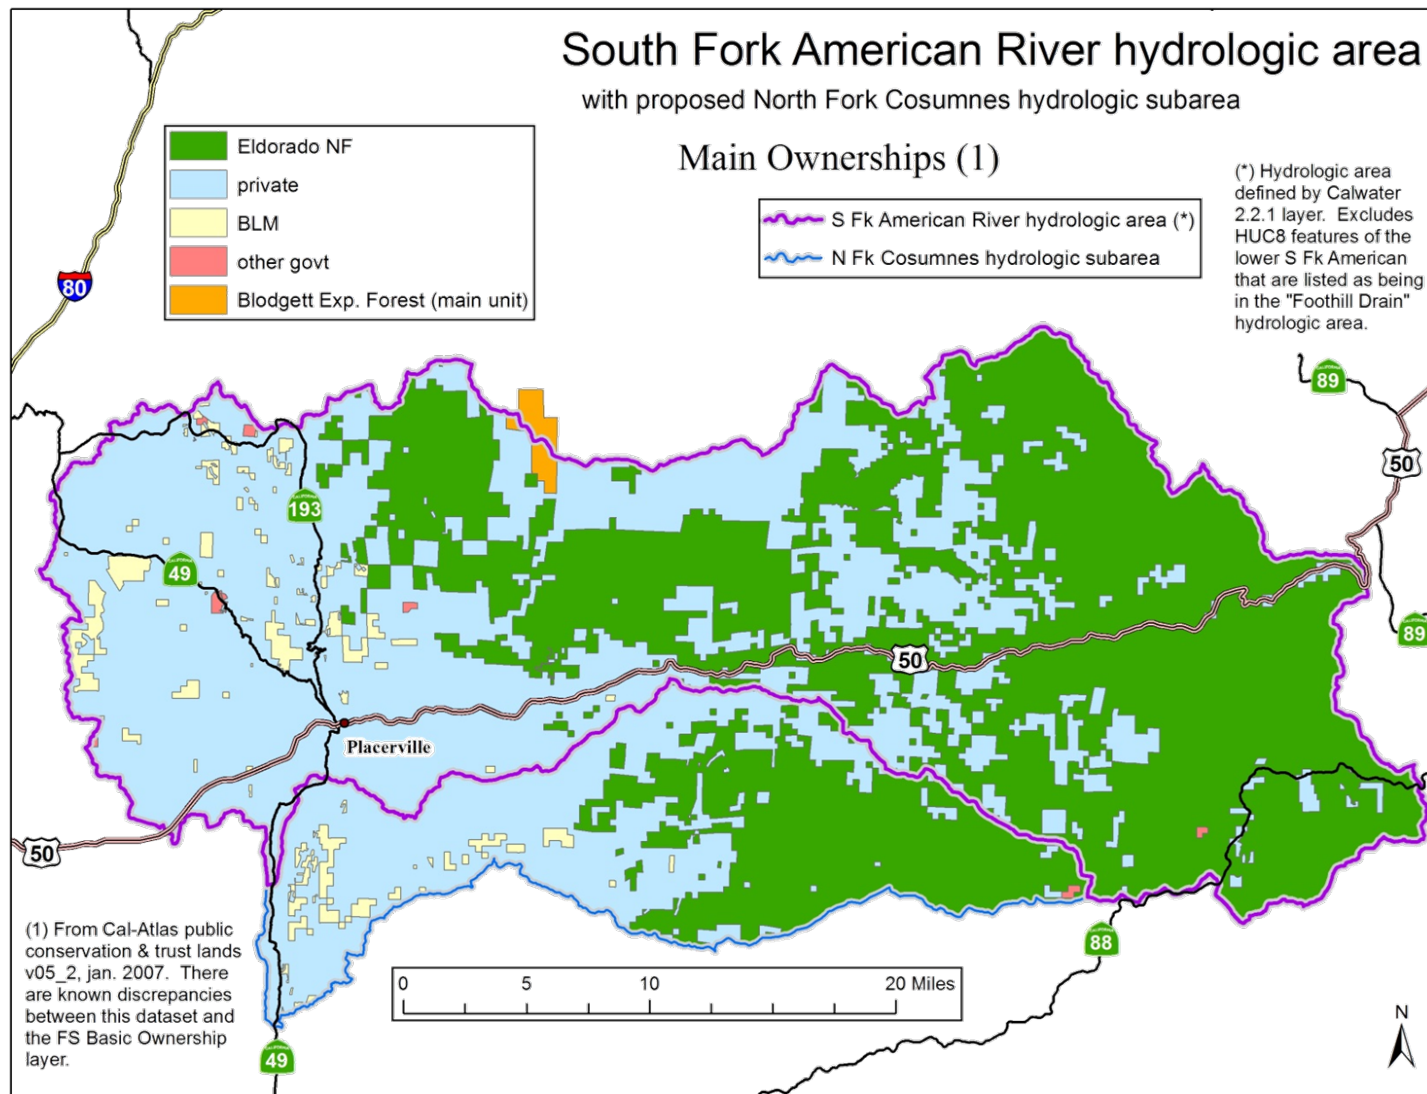 South Fork American River hydrologic area
with proposed North Fork Cosumnes hydrologic subarea
Main Ownerships (1)
Eldorado NF
private
BLM
other govt
Blodgett Exp. Forest (main unit)
S Fk American River hydrologic area (*)
N Fk Cosumnes hydrologic subarea
(*) Hydrologic area
defined by Calwater
2.2.1 layer. Excludes
HUC8 features of the
lower S Fk American
that are listed as being
in the "Foothill Drain"
hydrologic area.
80
89
50
193
49
89
50
Placerville
50
88
49
(1) From Cal-Atlas public
conservation & trust lands
v05_2, jan. 2007. There
are known discrepancies
between this dataset and
the FS Basic Ownership
layer.
0 5 10 20 Miles
N